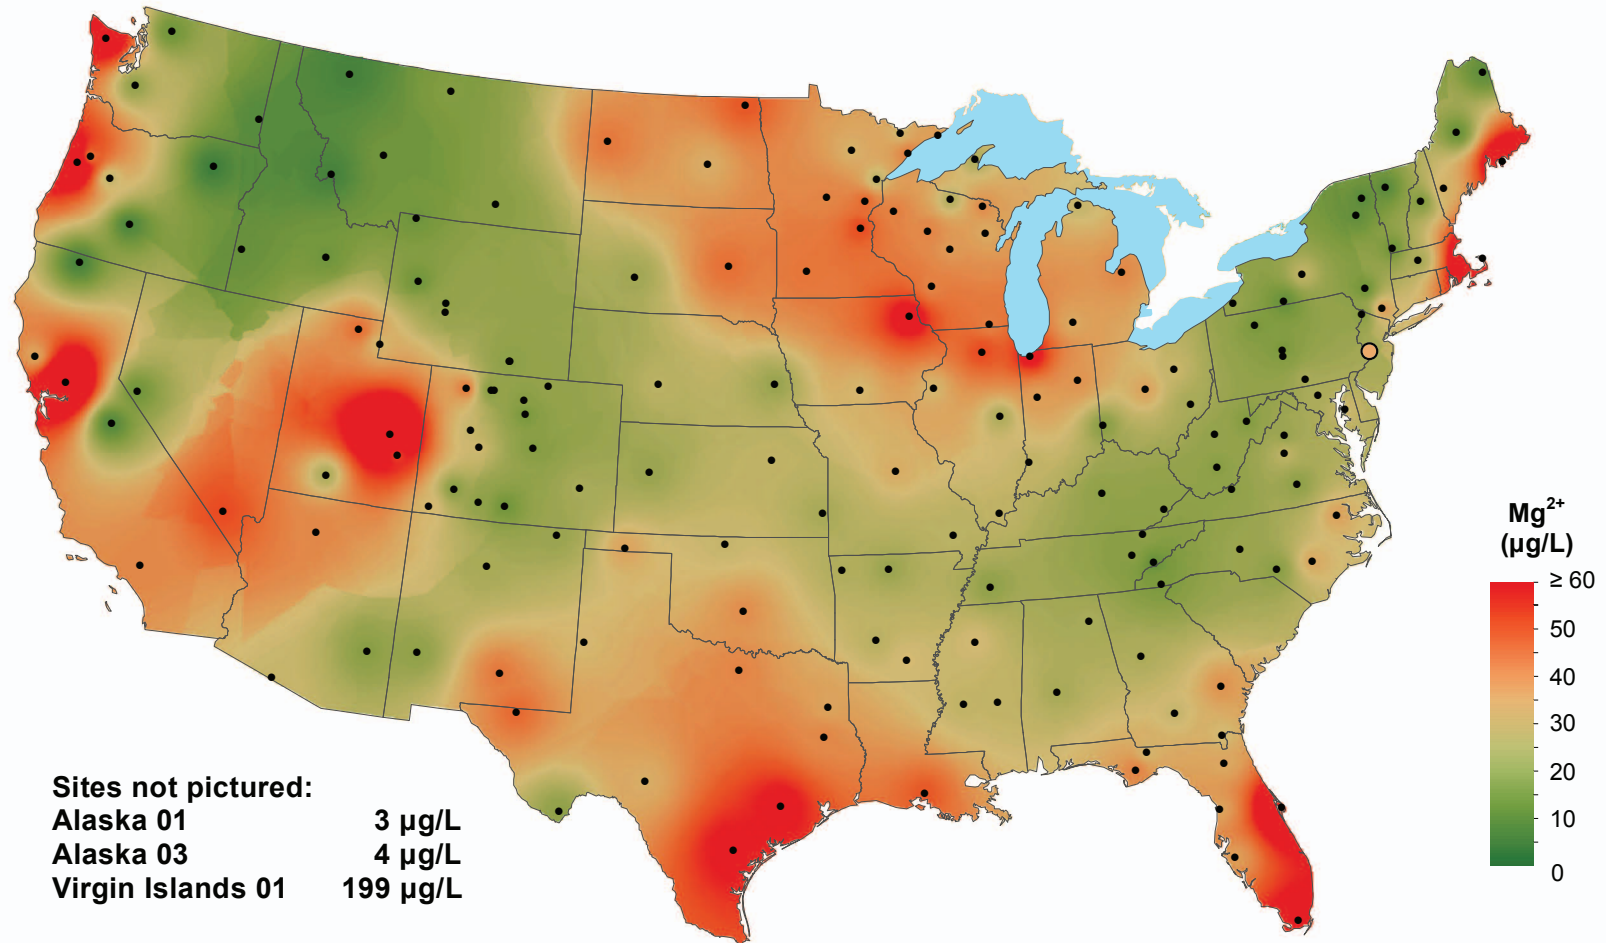 Mg2+
(µg/L)
≥ 60
50
40
30
20
10
0
Sites not pictured:
Alaska 01 3 µg/L
Alaska 03 4 µg/L
Virgin Islands 01 199 µg/L